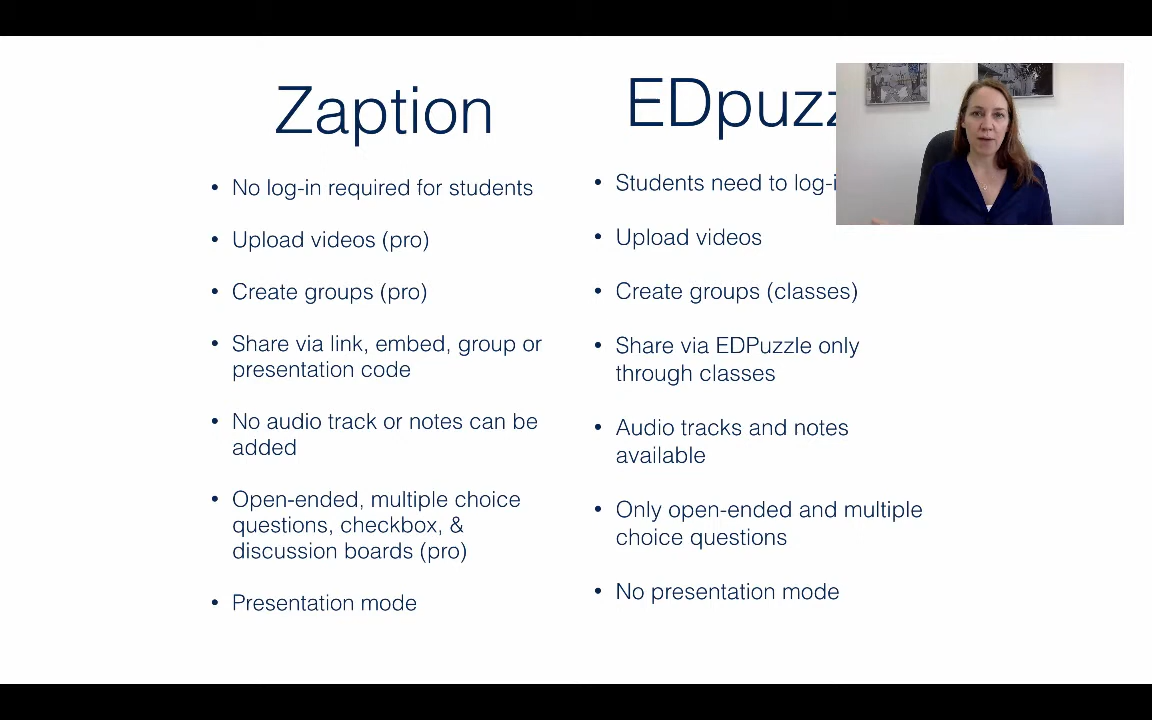 Zaption
• No log-in required for students
• Upload videos (pro)
• Create groups (pro)
• Share via link, embed, group or
presentation code
• No audio track or notes can be
added
• Open-ended, multiple choice
questions, checkbox, &
discussion boards (pro)
• Presentation mode
EDpuzz
• Students need to log-i
• Upload videos
• Create groups (classes)
• Share via EDPuzzle only
through classes
• Audio tracks and notes
available
• Only open-ended and multiple
choice questions
• No presentation mode